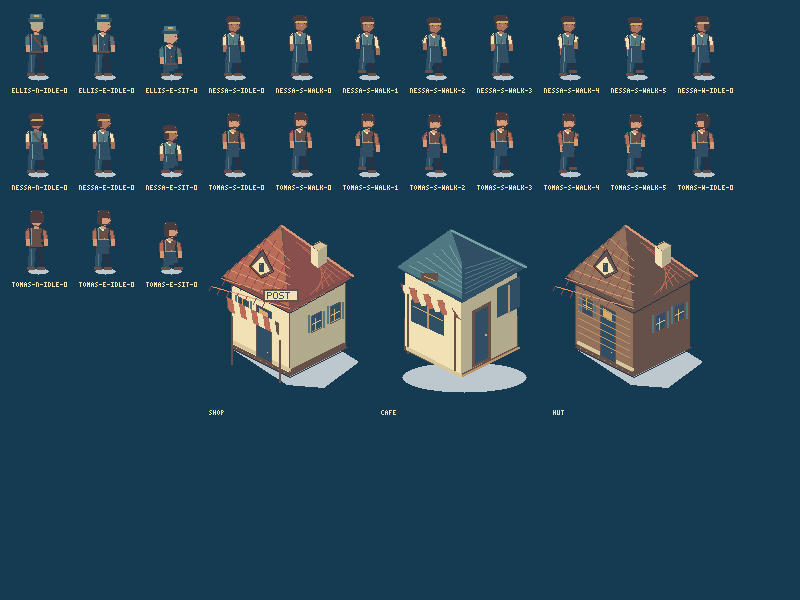 ELLIS-N-IDLE-0 ELLIS-E-IDLE-0 ELLIS-E-SIT-0 NESSA-S-IDLE-0 NESSA-S-WALK-0 NESSA-S-WALK-1 NESSA-S-WALK-2 NESSA-S-WALK-3 NESSA-S-WALK-4 NESSA-S-WALK-5 NESSA-W-IDLE-0
NESSA-N-IDLE-0 NESSA-E-IDLE-0 NESSA-E-SIT-0 TOMAS-S-IDLE-0 TOMAS-S-WALK-0 TOMAS-S-WALK-1 TOMAS-S-WALK-2 TOMAS-S-WALK-3 TOMAS-S-WALK-4 TOMAS-S-WALK-5 TOMAS-W-IDLE-0
TOMAS-N-IDLE-0 TOMAS-E-IDLE-0 TOMAS-E-SIT-0
POST
SHOP CAFE HUT